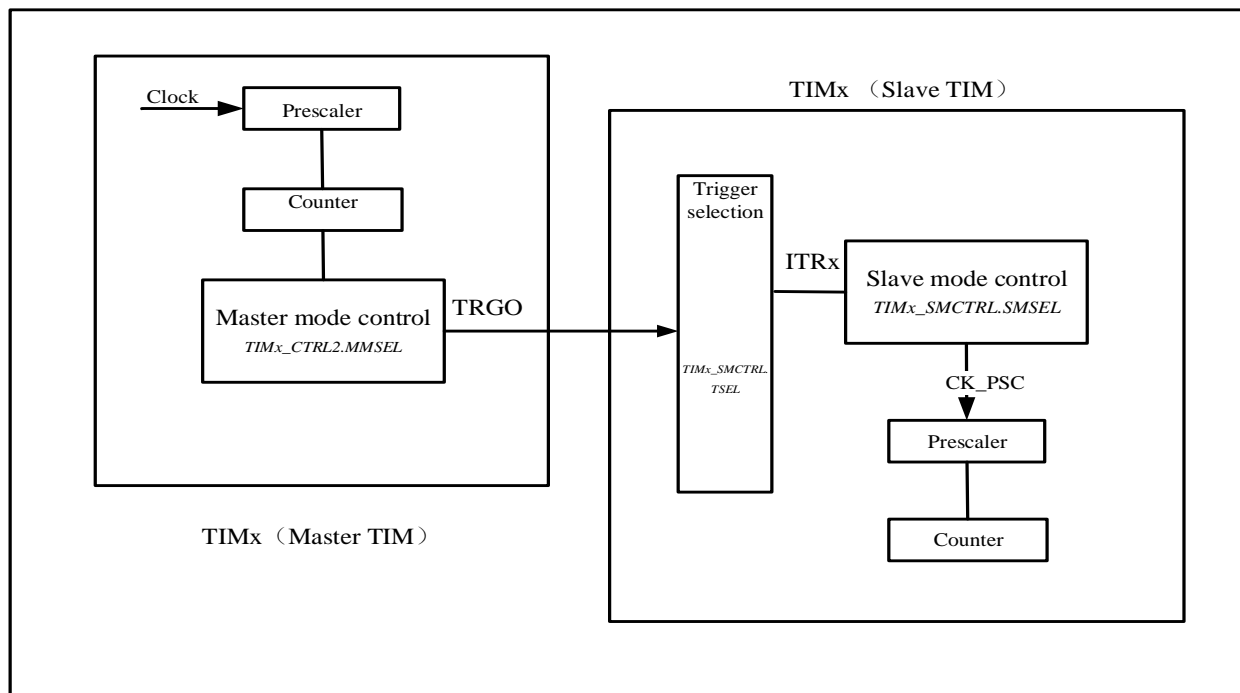 Clock
Prescaler
Counter
Master mode control
TIMx_CTRL2.MMSEL
TRGO
TIMx（Master TIM）
TIMx （Slave TIM）
Trigger
selection
TIMx_SMCTRL.
TSEL
ITRx
Slave mode control
TIMx_SMCTRL.SMSEL
CK_PSC
Prescaler
Counter